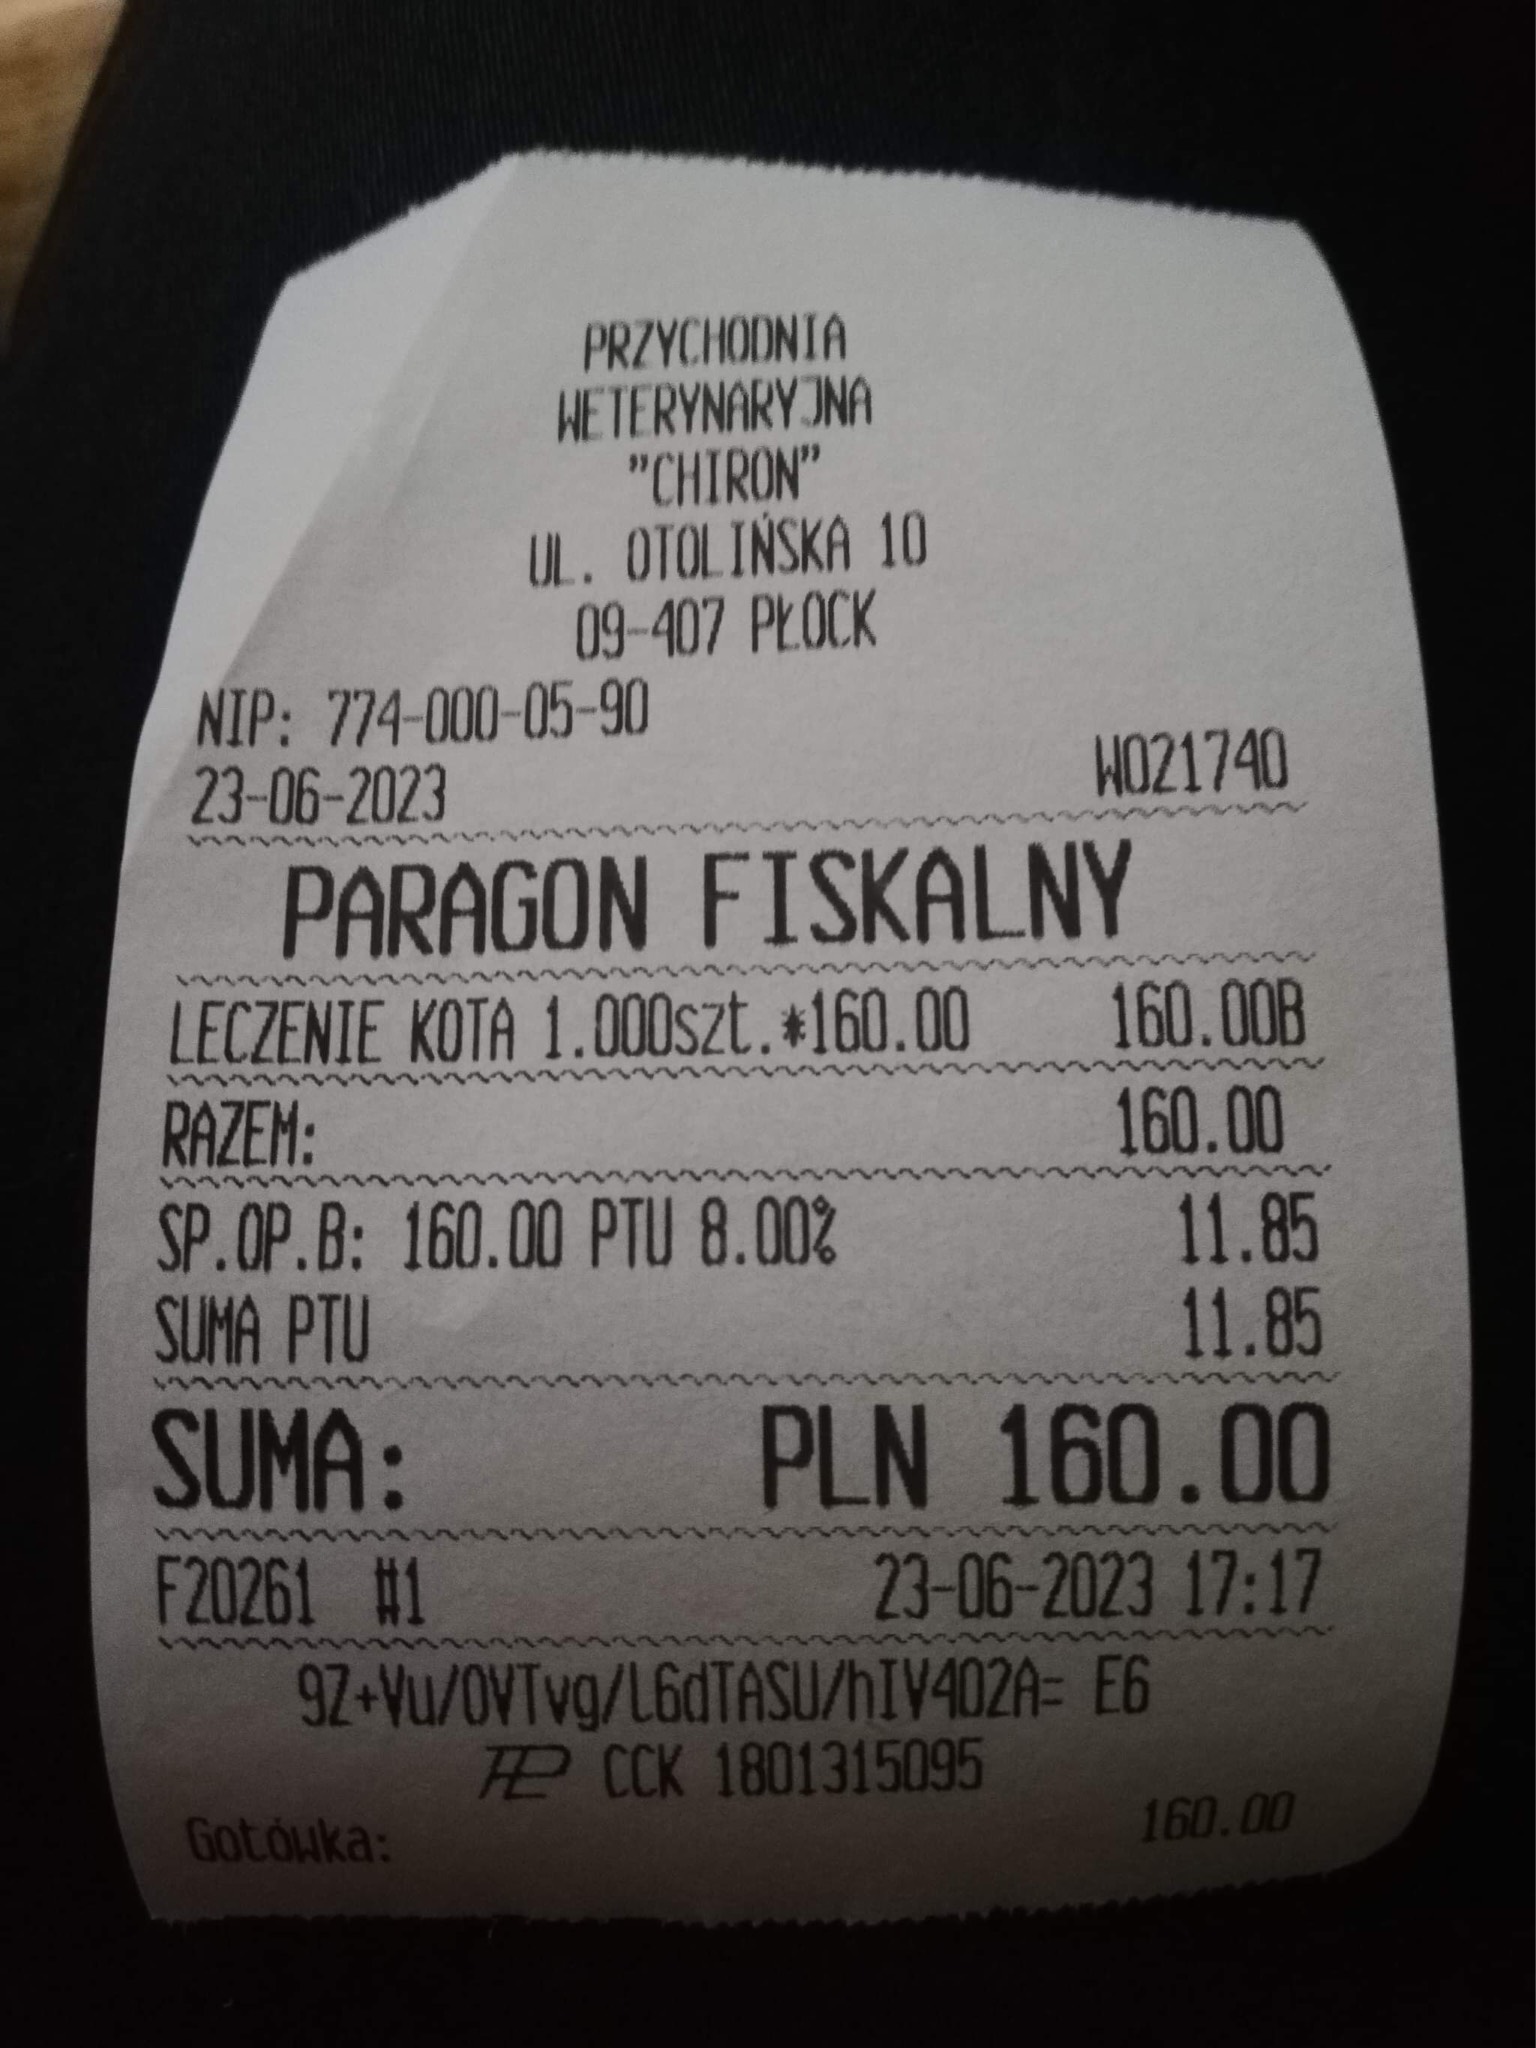 PRZYCHODNIA
WETERYNARYJNA
"CHIRON"
UL. OTOLIŃSKA 10
09-407 PŁOCK
NIP: 774-000-05-90
23-06-2023 W021740
PARAGON FISKALNY
LECZENIE KOTA 1.000szt.*160.00 160.00B
RAZEM: 160.00
SP.OP.B: 160.00 PTU 8.00% 11.85
SUMA PTU 11.85
SUMA: PLN 160.00
F20261 #1 23-06-2023 17:17
9Z+Vu/0VTvg/L6dTASU/hIV402A= E6
CCK 1801315095
Gotówka: 160.00